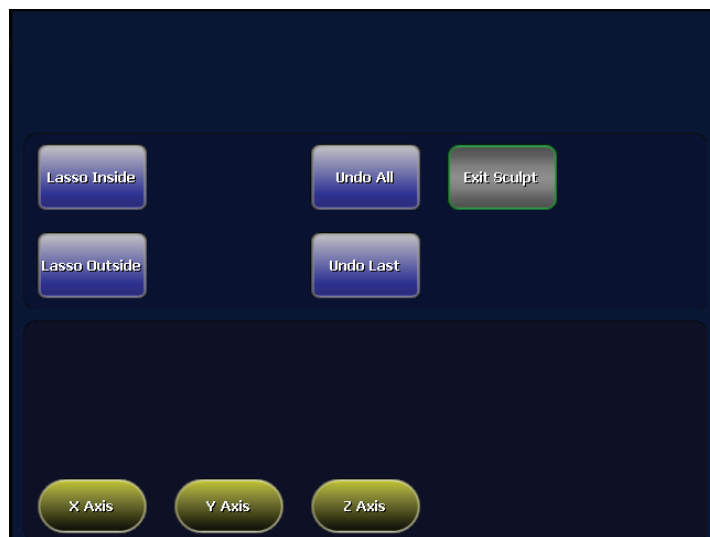 Lasso Inside
Undo All
Exit Sculpt
Lasso Outside
Undo Last
X Axis
Y Axis
Z Axis